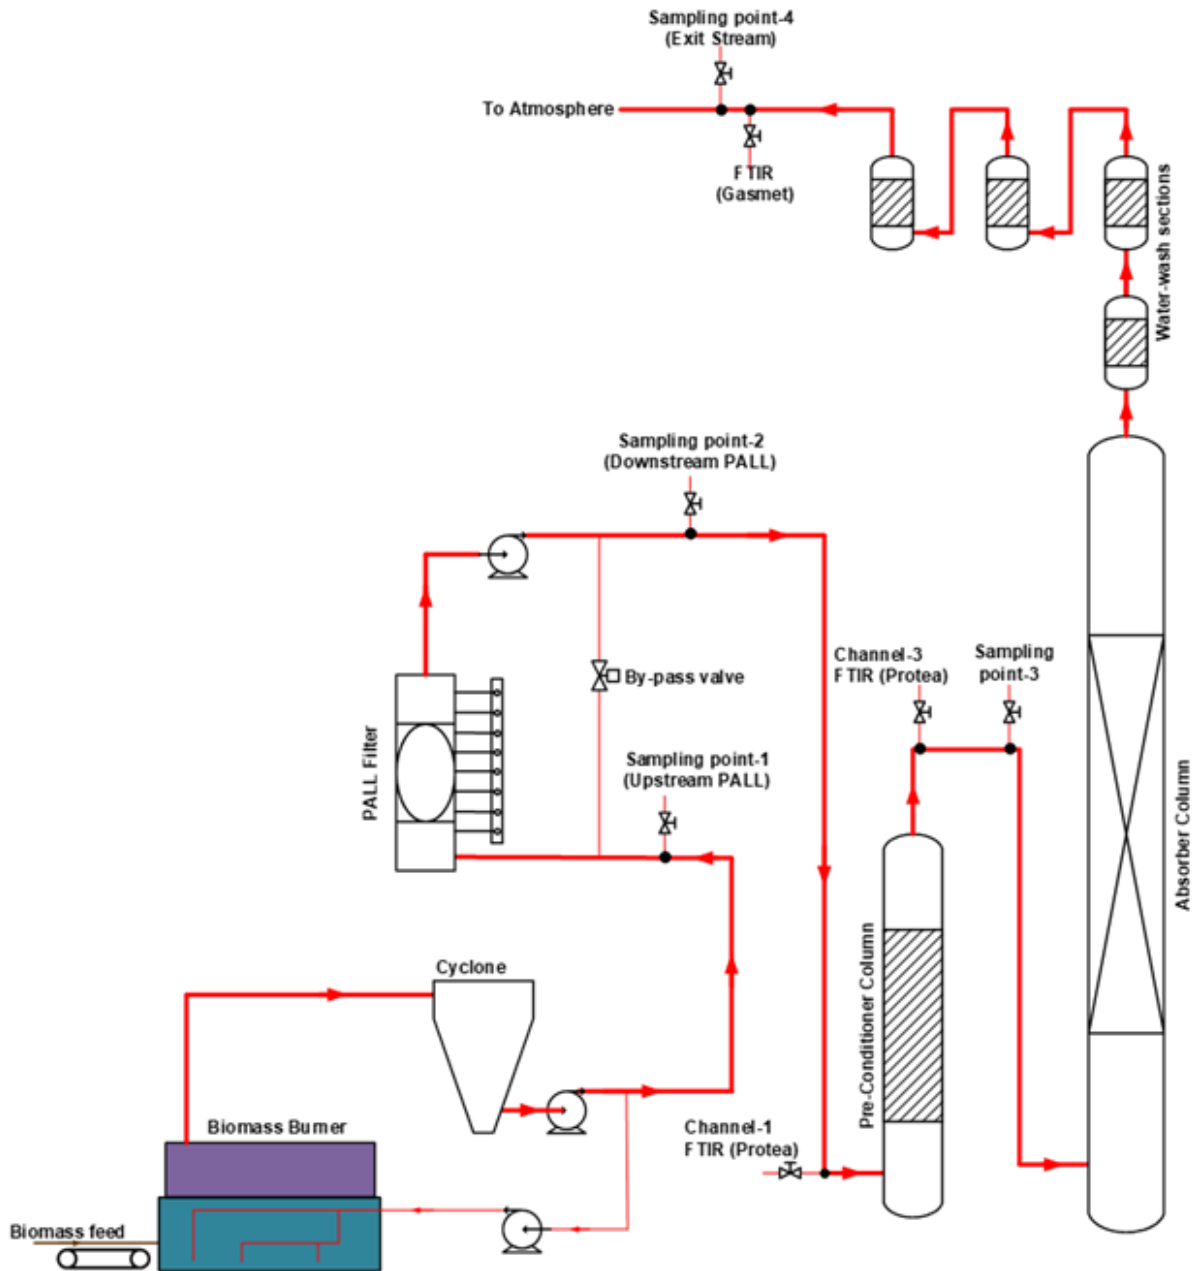 Sampling point-4
(Exit Stream)
To Atmosphere
FTIR
(Gasmet)
Water-wash sections
Sampling point-2
(Downstream PALL)
Channel-3
FTIR (Protea)
Sampling
point-3
By-pass valve
PALL Filter
Sampling point-1
(Upstream PALL)
Absorber Column
Pre-Conditioner Column
Cyclone
Biomass Burner
Channel-1
FTIR (Protea)
Biomass feed